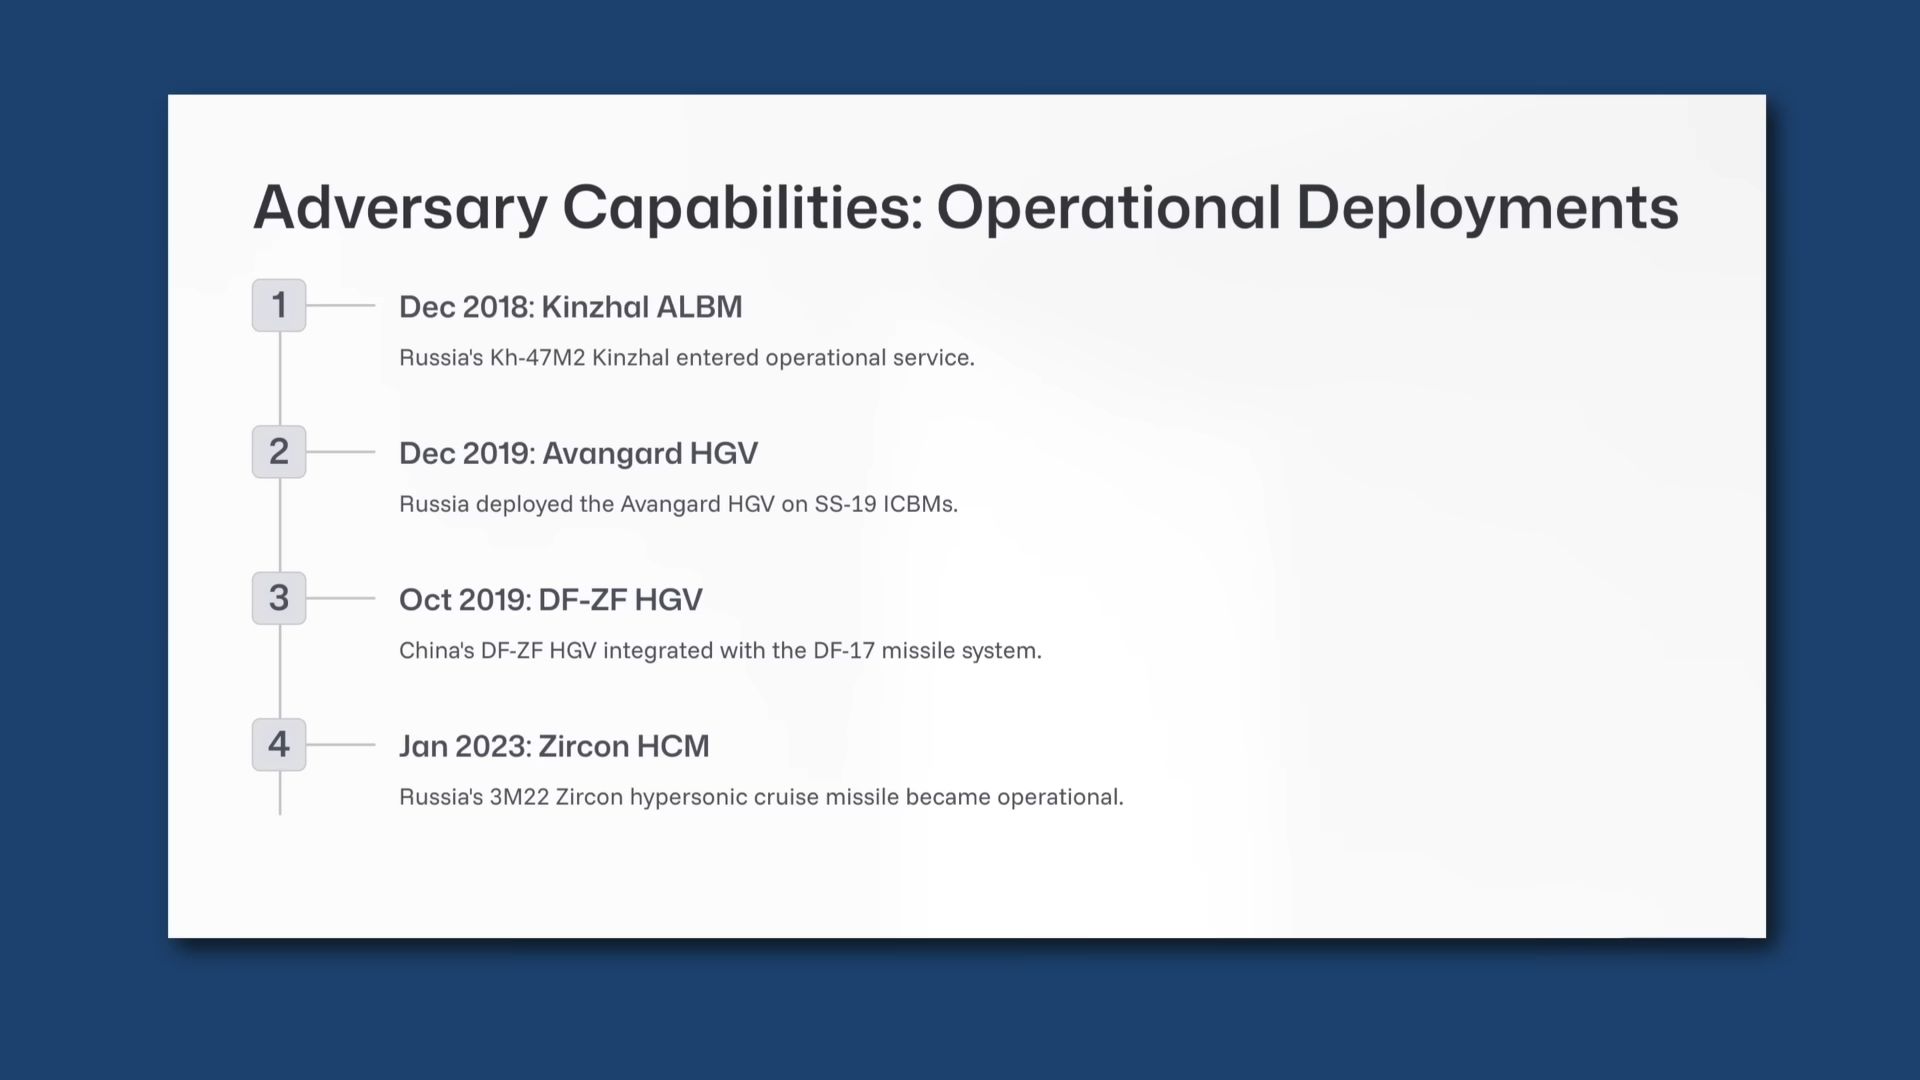 Adversary Capabilities: Operational Deployments
1
Dec 2018: Kinzhal ALBM
Russia's Kh-47M2 Kinzhal entered operational service.
2
Dec 2019: Avangard HGV
Russia deployed the Avangard HGV on SS-19 ICBMs.
3
Oct 2019: DF-ZF HGV
China's DF-ZF HGV integrated with the DF-17 missile system.
4
Jan 2023: Zircon HCM
Russia's 3M22 Zircon hypersonic cruise missile became operational.